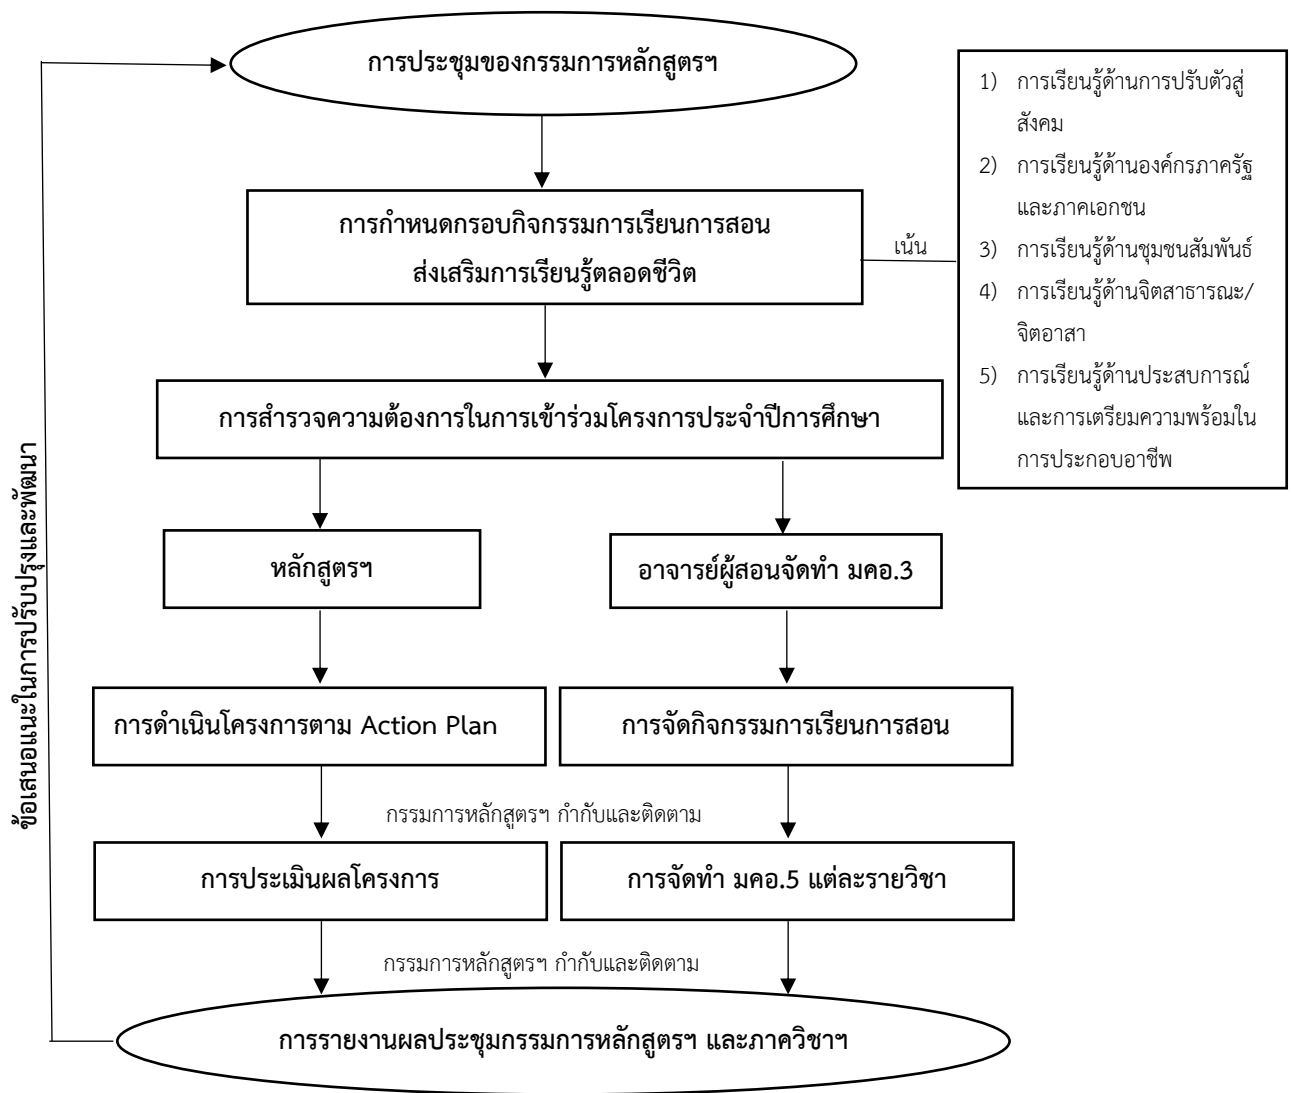 การประชุมของกรรมการหลักสูตรฯ
การกำหนดกรอบกิจกรรมการเรียนการสอน
ส่งเสริมการเรียนรู้ตลอดชีวิต
เน้น
1) การเรียนรู้ด้านการปรับตัวสู่
สังคม
2) การเรียนรู้ด้านองค์กรภาครัฐ
และภาคเอกชน
3) การเรียนรู้ด้านชุมชนสัมพันธ์
4) การเรียนรู้ด้านจิตสาธารณะ/
จิตอาสา
5) การเรียนรู้ด้านประสบการณ์
และการเตรียมความพร้อมใน
การประกอบอาชีพ
การสำรวจความต้องการในการเข้าร่วมโครงการประจำปีการศึกษา
หลักสูตรฯ
อาจารย์ผู้สอนจัดทำ มคอ.3
การดำเนินโครงการตาม Action Plan
การจัดกิจกรรมการเรียนการสอน
กรรมการหลักสูตรฯ กำกับและติดตาม
การประเมินผลโครงการ
การจัดทำ มคอ.5 แต่ละรายวิชา
กรรมการหลักสูตรฯ กำกับและติดตาม
การรายงานผลประชุมกรรมการหลักสูตรฯ และภาควิชาฯ
ข้อเสนอแนะในการปรับปรุงและพัฒนา